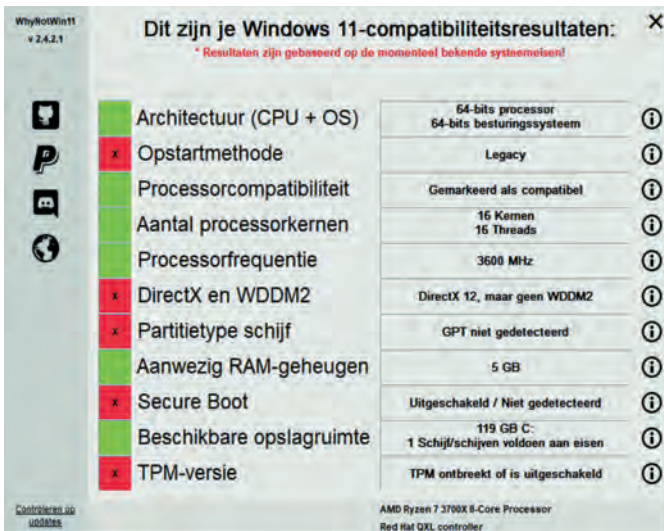 WhyNotWin11
v 2.4.2.1
Dit zijn je Windows 11-compatibiliteitsresultaten:
* Resultaten zijn gebaseerd op de momenteel bekende systeemeisen!
X
Architectuur (CPU + OS)
64-bits processor
64-bits besturingssysteem
X Opstartmethode
Legacy
Processorcompatibiliteit
Gemarkeerd als compatibel
Aantal processorkernen
16 Kernen
16 Threads
Processorfrequentie
3600 MHz
X DirectX en WDDM2
DirectX 12, maar geen WDDM2
X Partitietype schijf
GPT niet gedetecteerd
Aanwezig RAM-geheugen
5 GB
X Secure Boot
Uitgeschakeld / Niet gedetecteerd
Beschikbare opslagruimte
119 GB C:
1 Schijf/schijven voldoen aan eisen
X TPM-versie
TPM ontbreekt of is uitgeschakeld
Controleren op
updates
AMD Ryzen 7 3700X 8-Core Processor
Red Hat QXL controller